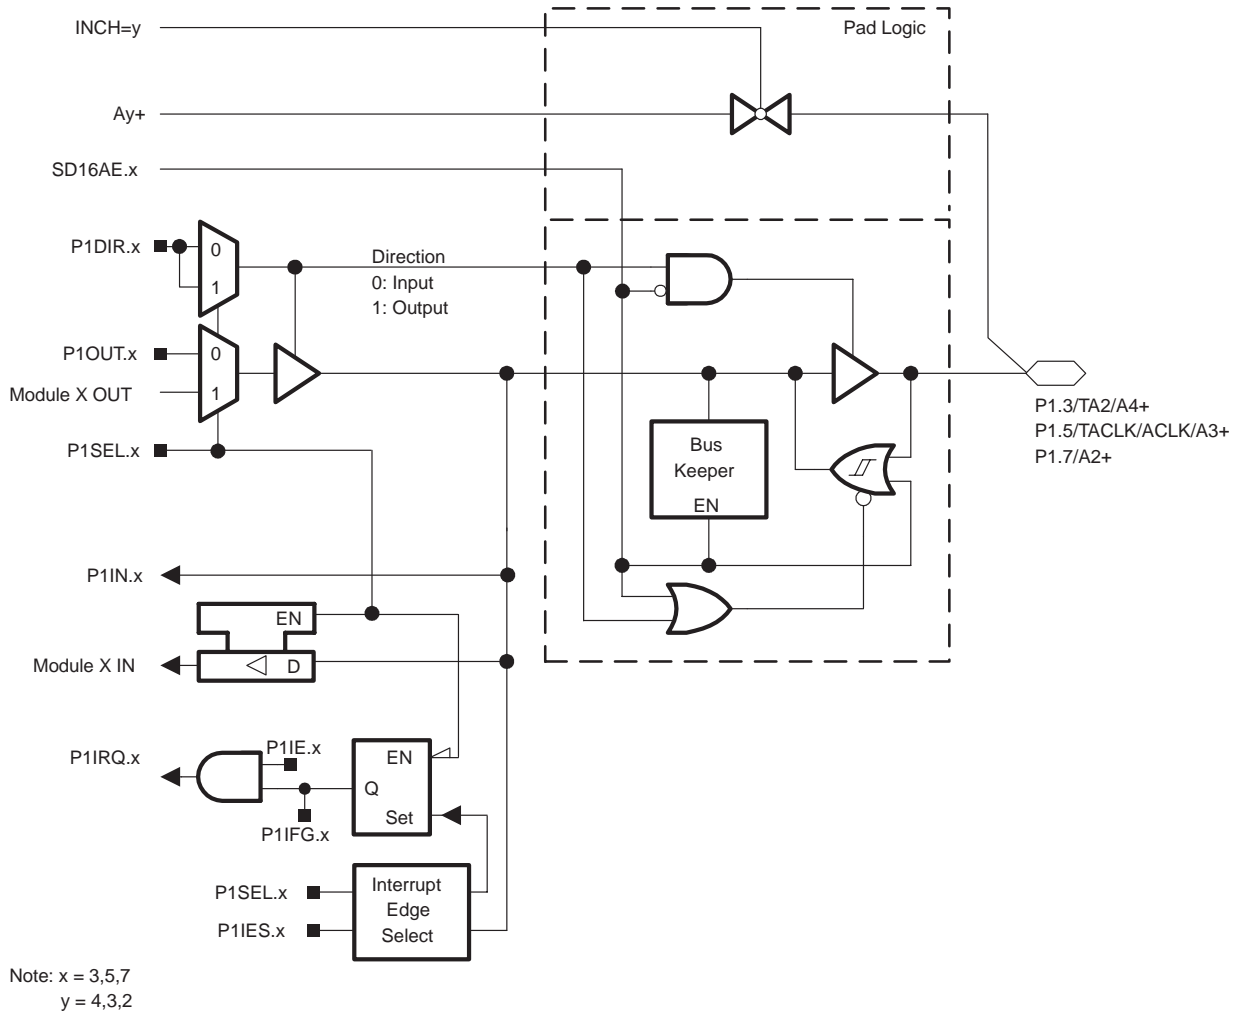 INCH=y
Pad Logic
Ay+
SD16AE.x
P1DIR.x
0
1
Direction
0: Input
1: Output
P1OUT.x
0
Module X OUT
1
P1SEL.x
Bus
Keeper
EN
P1.3/TA2/A4+
P1.5/TACLK/ACLK/A3+
P1.7/A2+
P1IN.x
EN
Module X IN
D
P1IRQ.x
P1IE.x
EN
Q
Set
P1IFG.x
P1SEL.x
P1IES.x
Interrupt
Edge
Select
Note: x = 3,5,7
y = 4,3,2